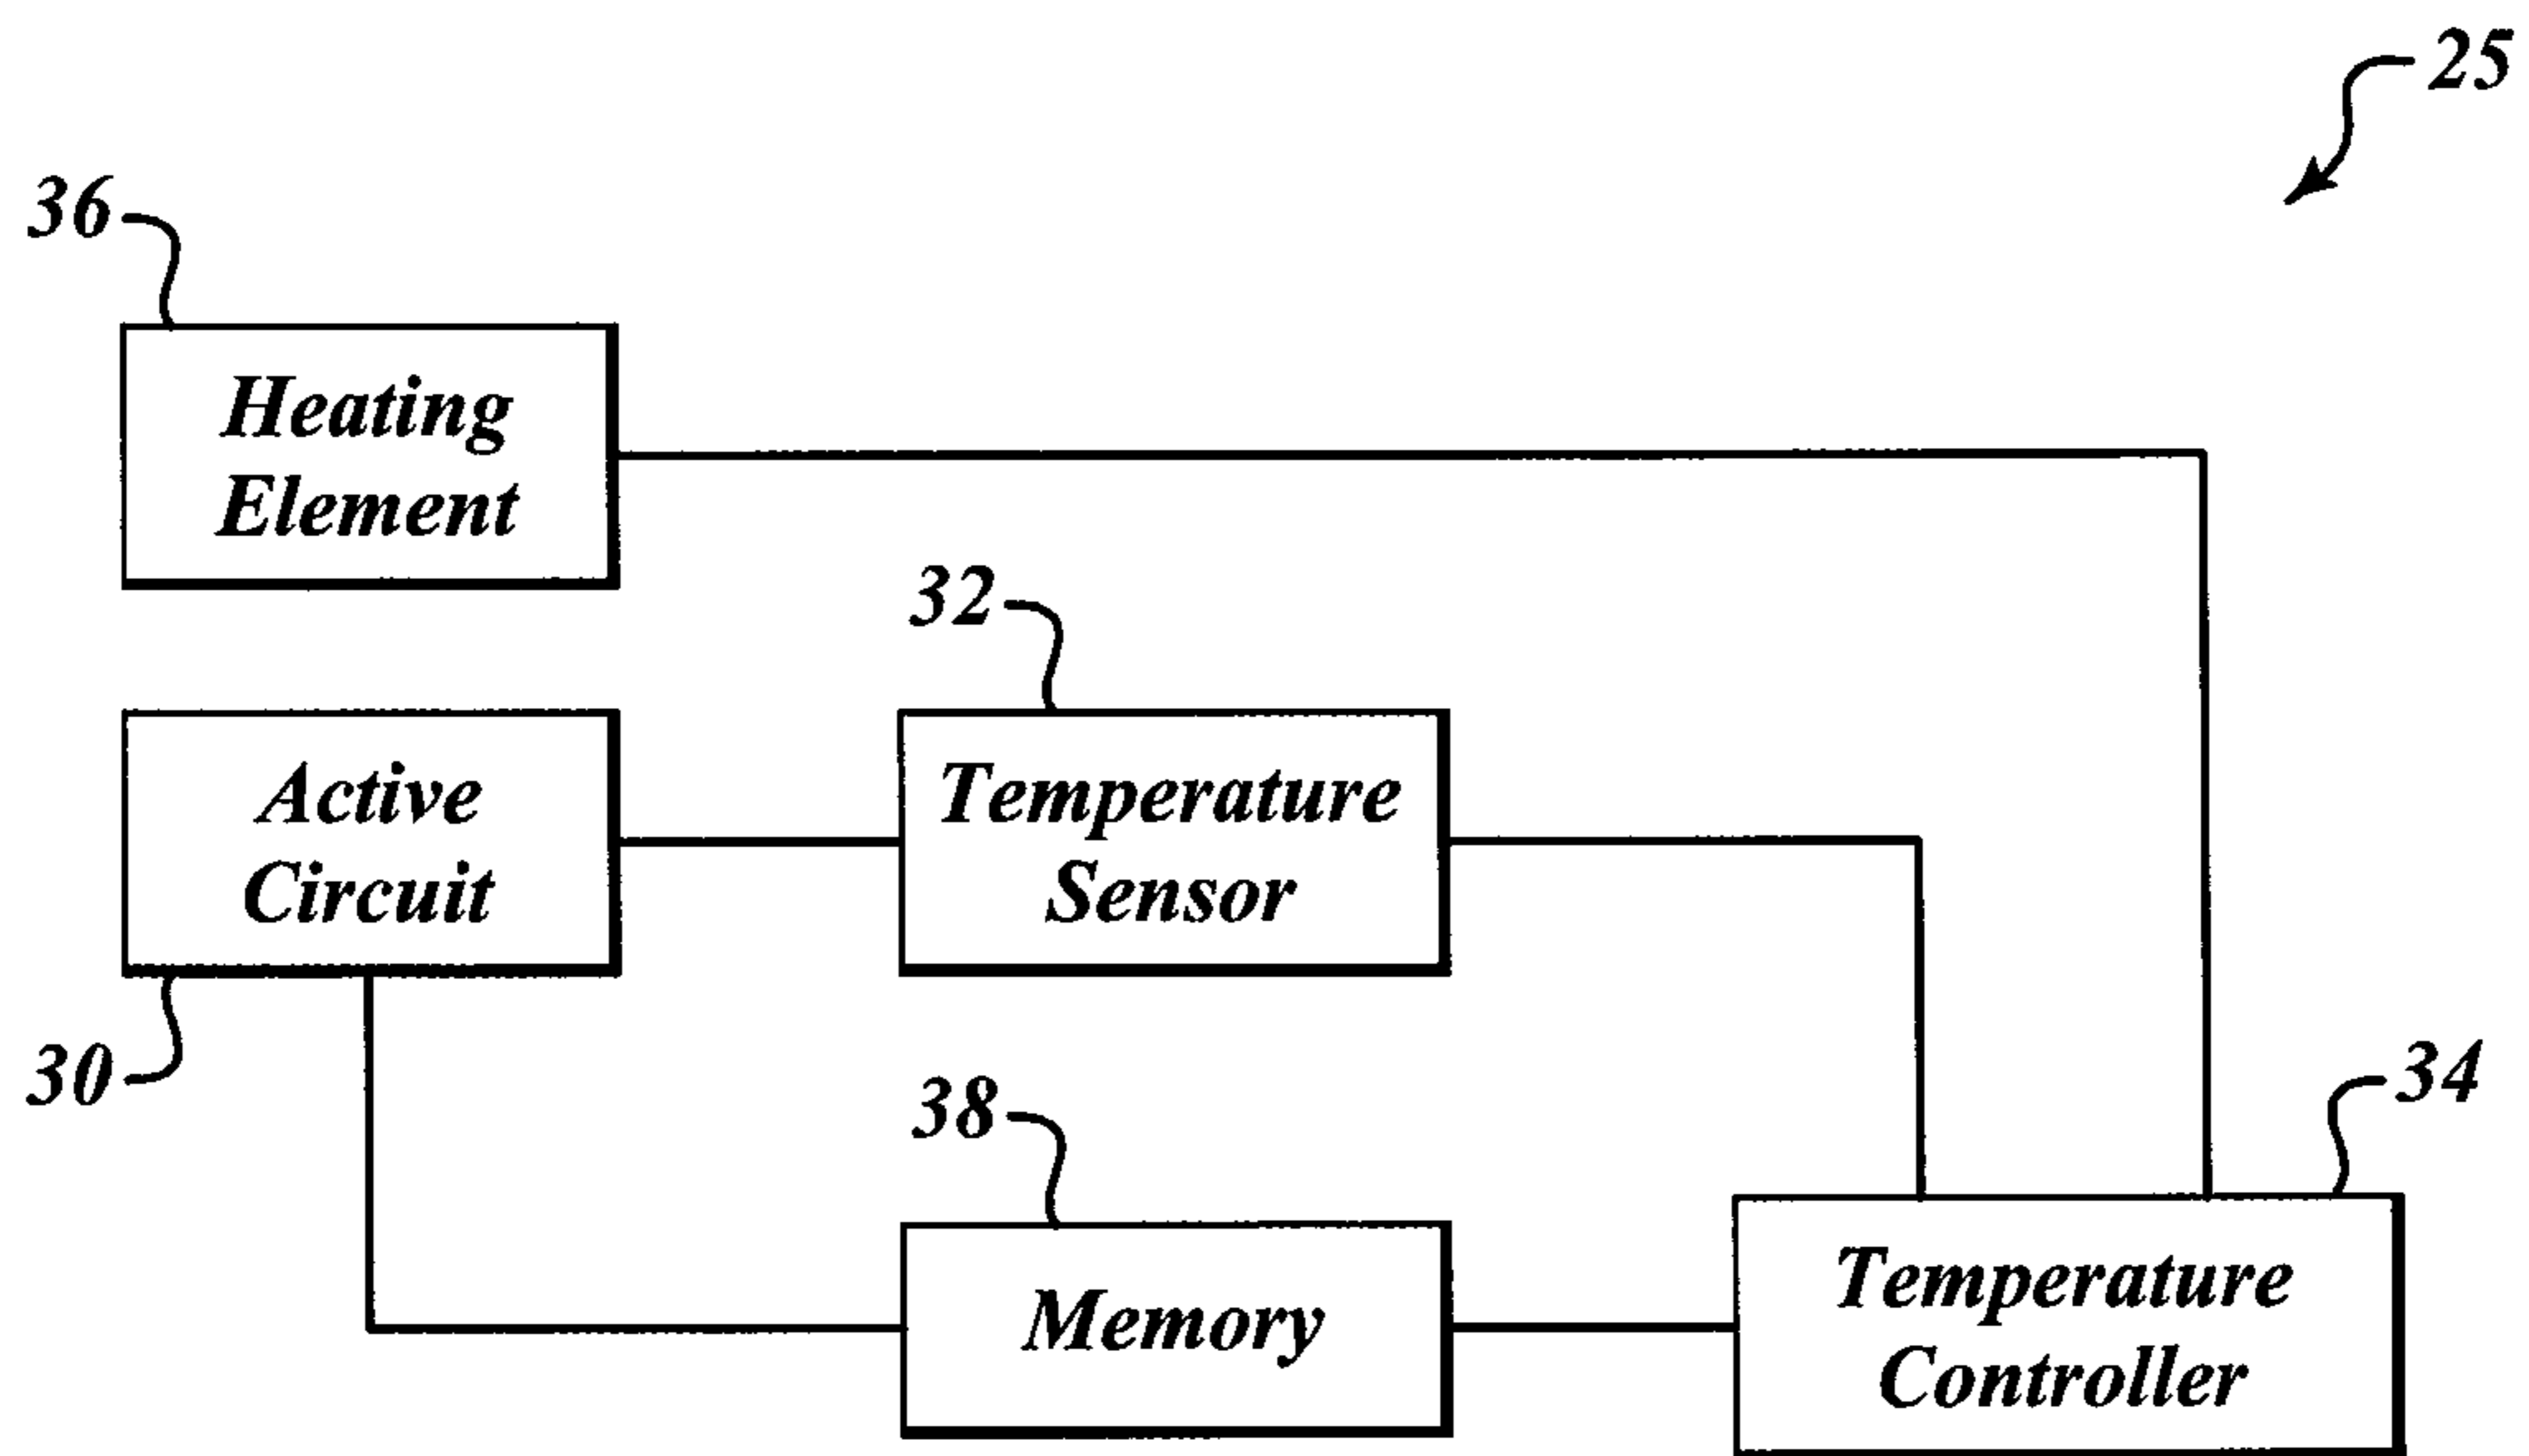 25
36
Heating
Element
32
Active
Circuit
Temperature
Sensor
30
38
34
Memory
Temperature
Controller